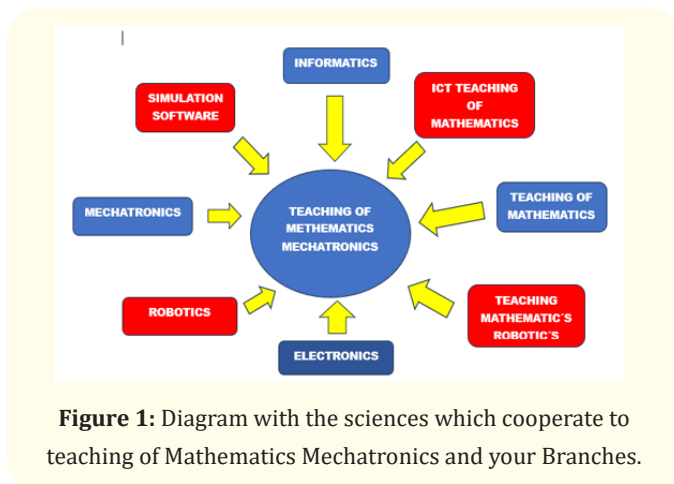 INFORMATICS
SIMULATION
SOFTWARE
ICT TEACHING
OF
MATHEMATICS
MECHATRONICS
TEACHING OF
METHEMATICS
MECHATRONICS
TEACHING OF
MATHEMATICS
ROBOTICS
TEACHING
MATHEMATIC´S
ROBOTIC´S
ELECTRONICS
Figure 1: Diagram with the sciences which cooperate to
teaching of Mathematics Mechatronics and your Branches.